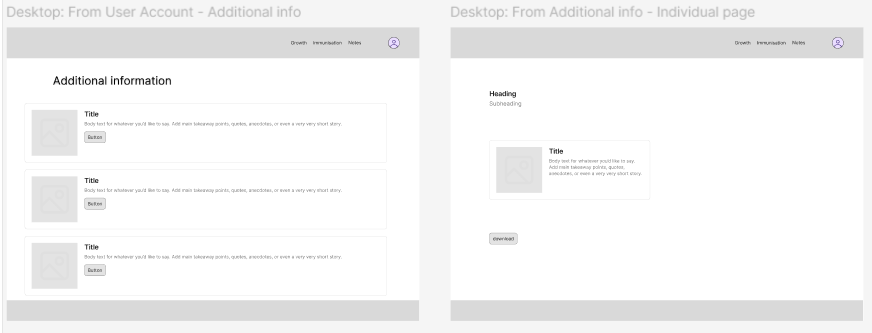 Desktop: From User Account - Additional info
Growth Immunisation Notes
Additional information
Title
Body text for whatever you'd like to say. Add main takeaway points, quotes, anecdotes, or even a very very short story.
Button
Title
Body text for whatever you'd like to say. Add main takeaway points, quotes, anecdotes, or even a very very short story.
Button
Title
Body text for whatever you'd like to say. Add main takeaway points, quotes, anecdotes, or even a very very short story.
Button
Desktop: From Additional info - Individual page
Growth Immunisation Notes
Heading
Subheading
Title
Body text for whatever you'd like to say.
Add main takeaway points, quotes,
anecdotes, or even a very very short story.
download